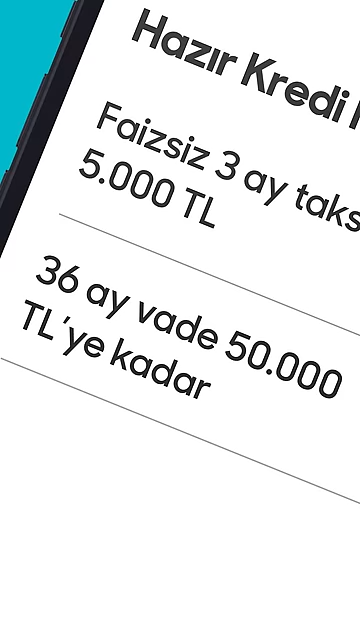 Hazır Kredi
Faizsiz 3 ay
5.000 TL
36 ay vade 50.000
TL'ye kadar